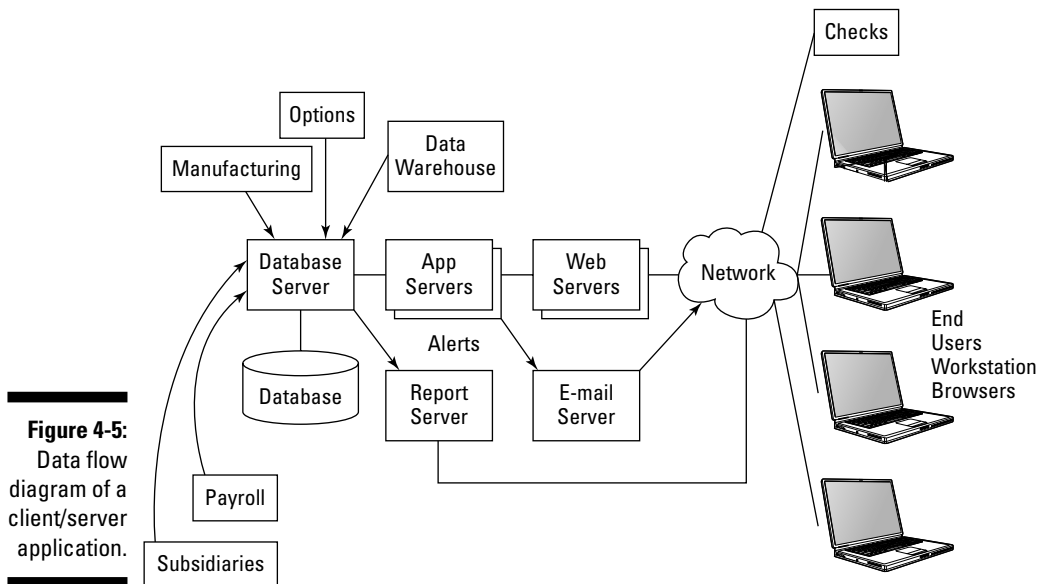 Checks
Options
Data
Warehouse
Manufacturing
Database
Server
App
Servers
Web
Servers
Network
Alerts
Database
Report
Server
E-mail
Server
End
Users
Workstation
Browsers
Payroll
Subsidiaries
Figure 4-5:
Data flow
diagram of a
client/server
application.